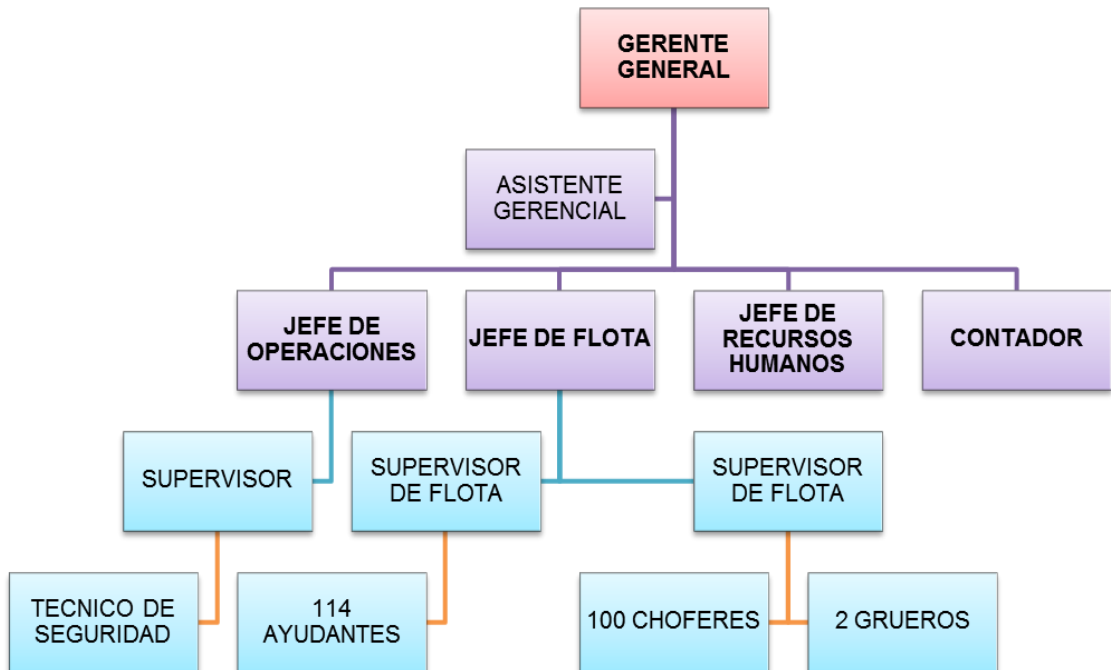 GERENTE
GENERAL
ASISTENTE
GERENCIAL
JEFE DE
OPERACIONES
JEFE DE FLOTA
JEFE DE
RECURSOS
HUMANOS
CONTADOR
SUPERVISOR
SUPERVISOR
DE FLOTA
SUPERVISOR
DE FLOTA
TECNICO DE
SEGURIDAD
114
AYUDANTES
100 CHOFERES
2 GRUEROS